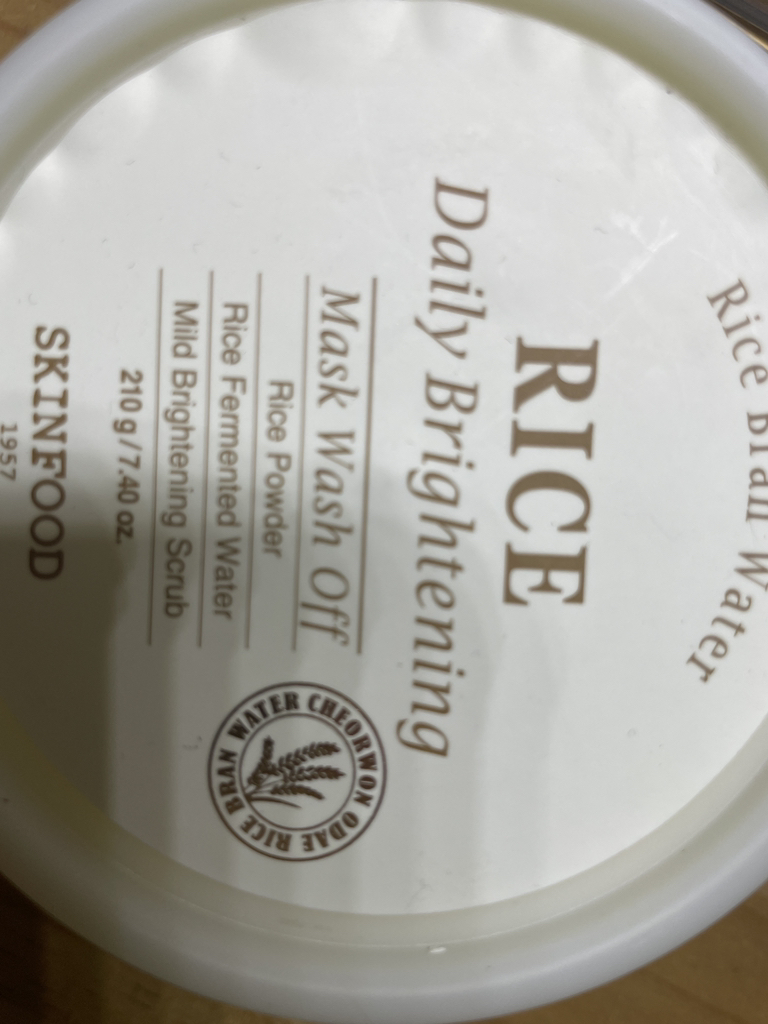 Rice Bran Water
RICE
Daily Brightening
Mask Wash Off
Rice Powder
Rice Fermented Water
Mild Brightening Scrub
210 g/7.40 oz.
CHEORWON ODAE RICE BRAN WATER
SKINFOOD
1957